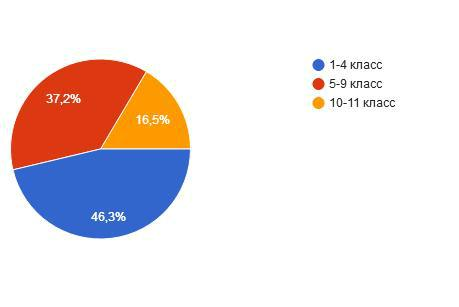 1-4 класс
5-9 класс
10-11 класс
37,2%
16,5%
46,3%